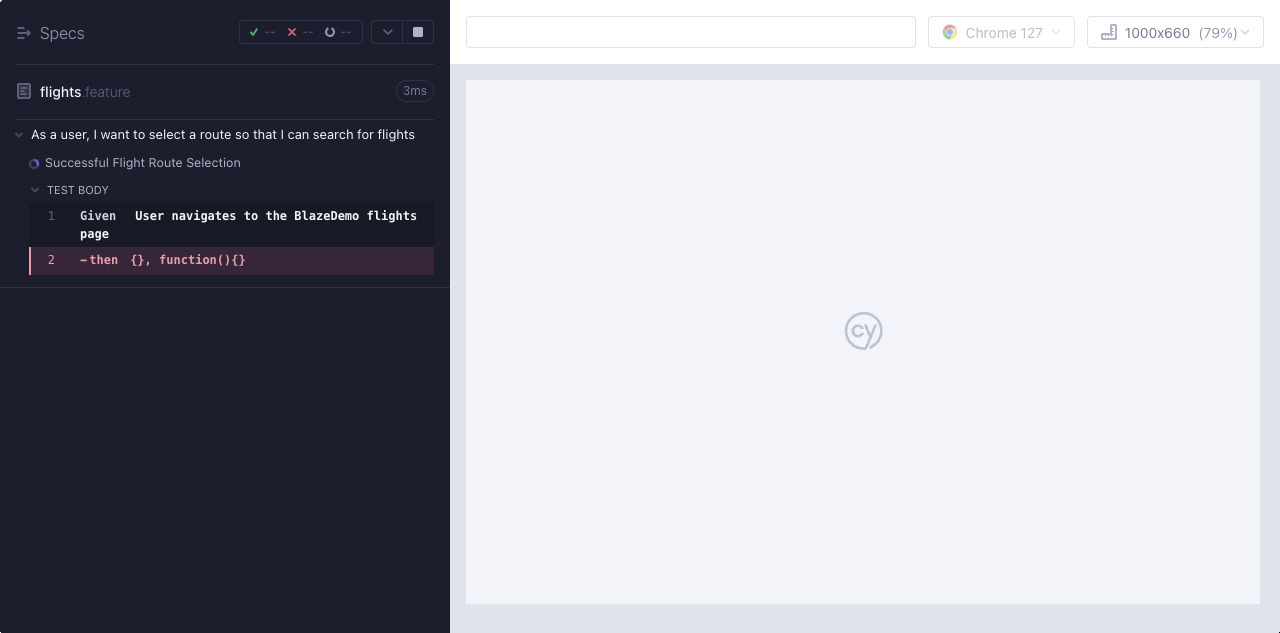 Specs
-- -- --
flights.feature
3ms
As a user, I want to select a route so that I can search for flights
Successful Flight Route Selection
TEST BODY
1 Given User navigates to the BlazeDemo flights
page
2 -then {}, function(){}
Chrome 127
1000x660 (79%)
cy